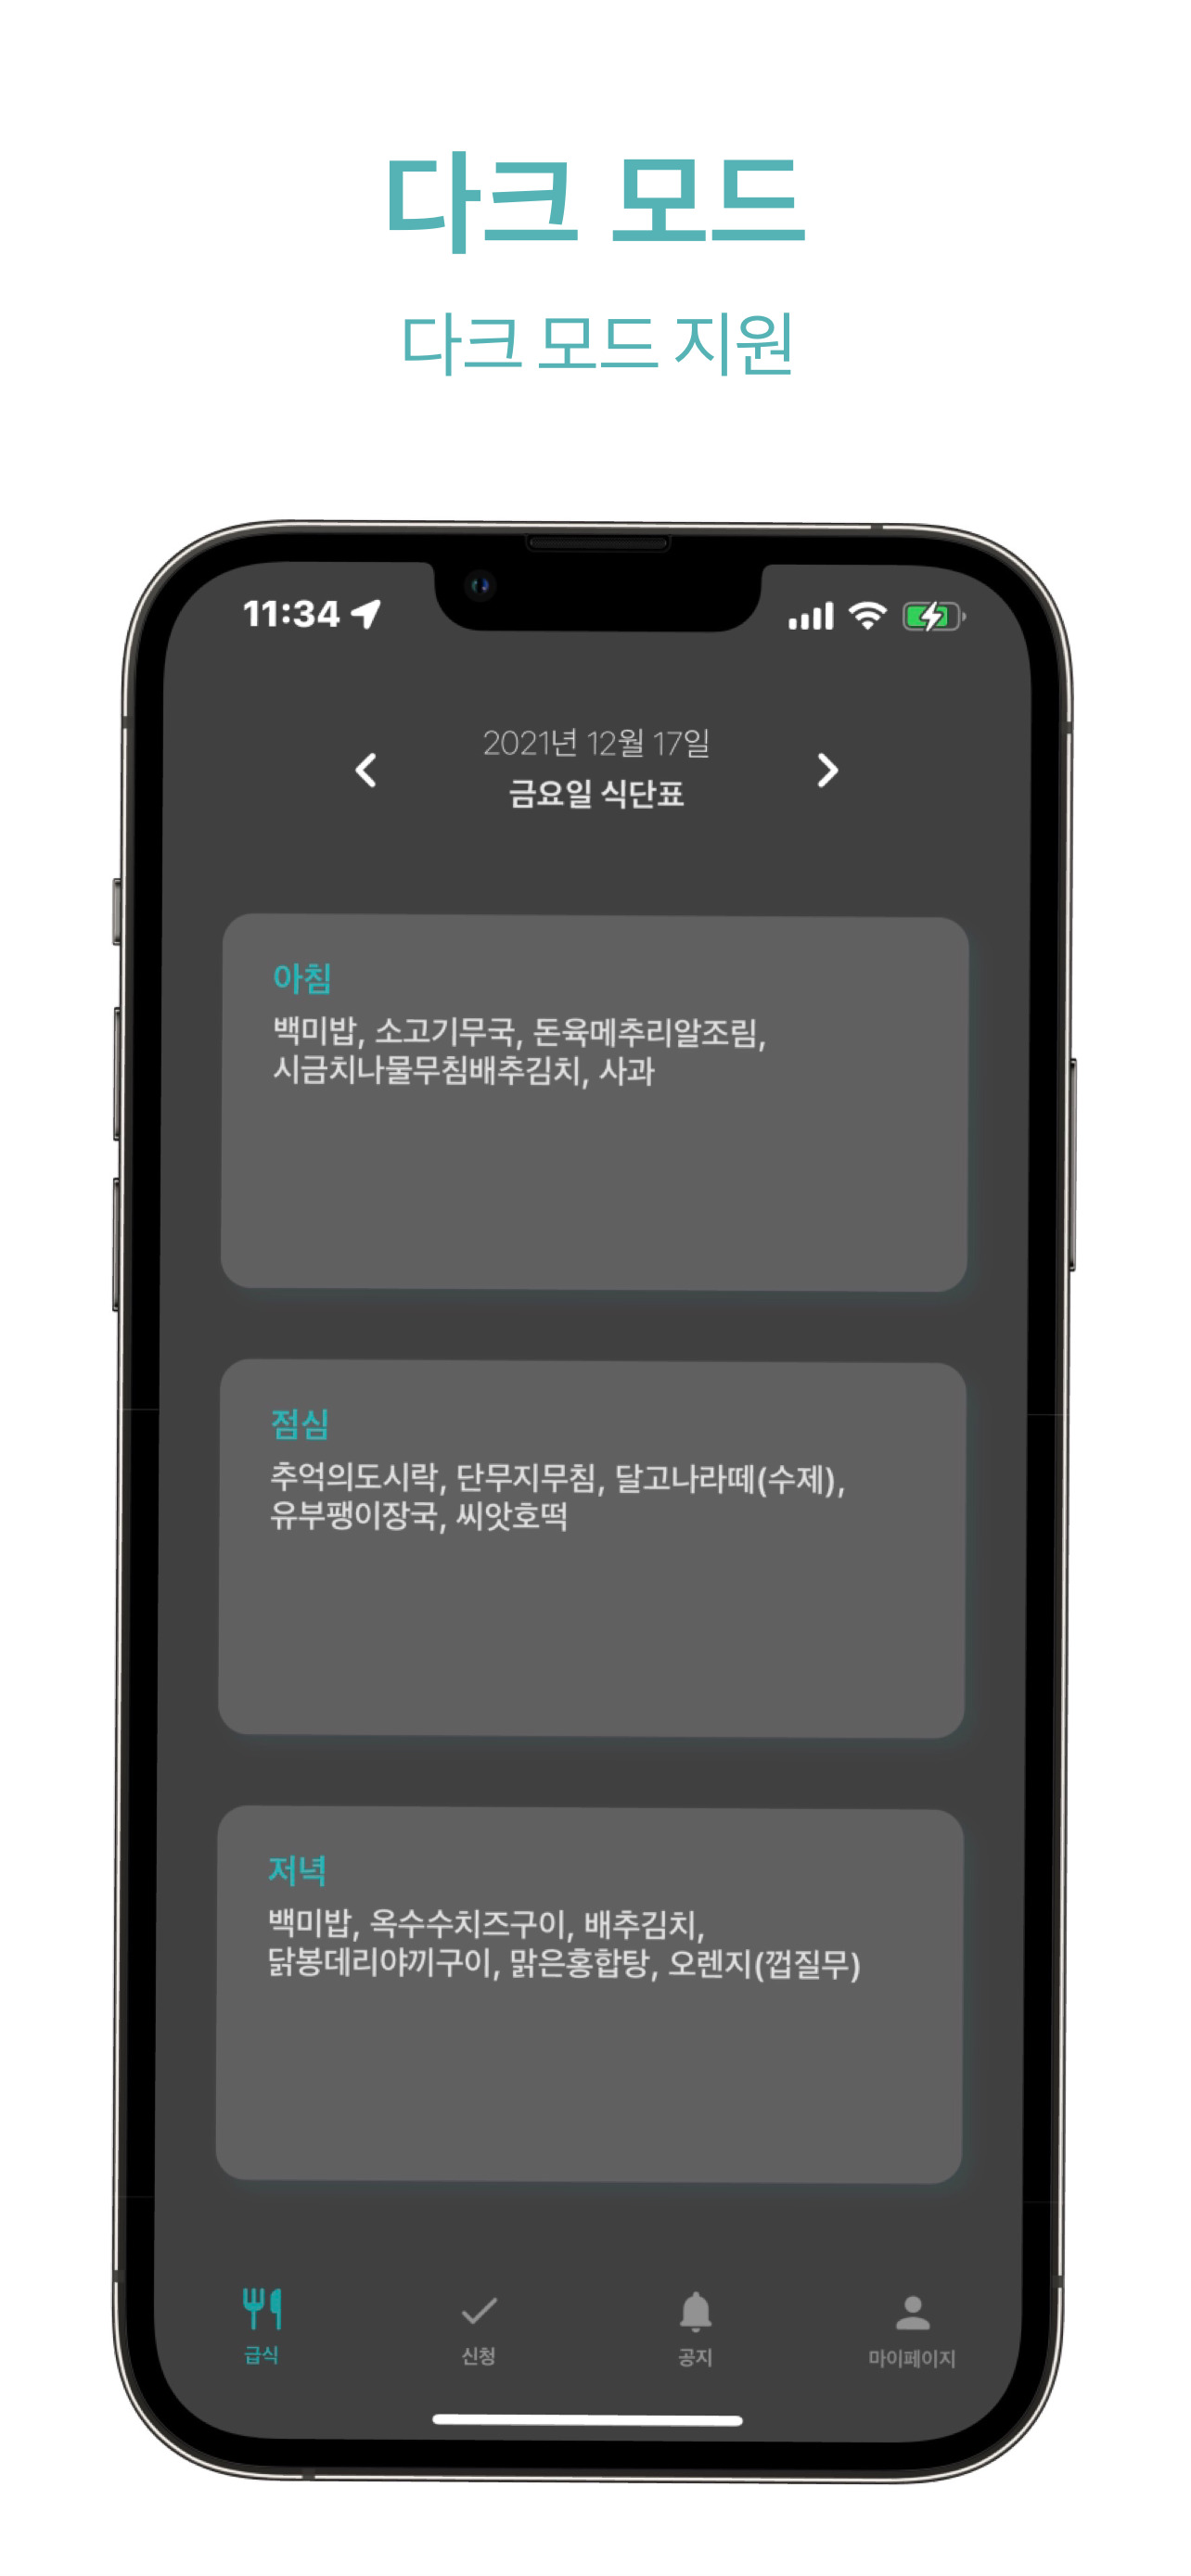 다크 모드
다크 모드 지원
11:34
2021년 12월 17일
금요일 식단표
아침
백미밥, 소고기무국, 돈육메추리알조림,
시금치나물무침배추김치, 사과
점심
추억의도시락, 단무지무침, 달고나라떼(수제),
유부팽이장국, 씨앗호떡
저녁
백미밥, 옥수수치즈구이, 배추김치,
닭봉데리야끼구이, 맑은홍합탕, 오렌지(껍질무)
급식
신청
공지
마이페이지